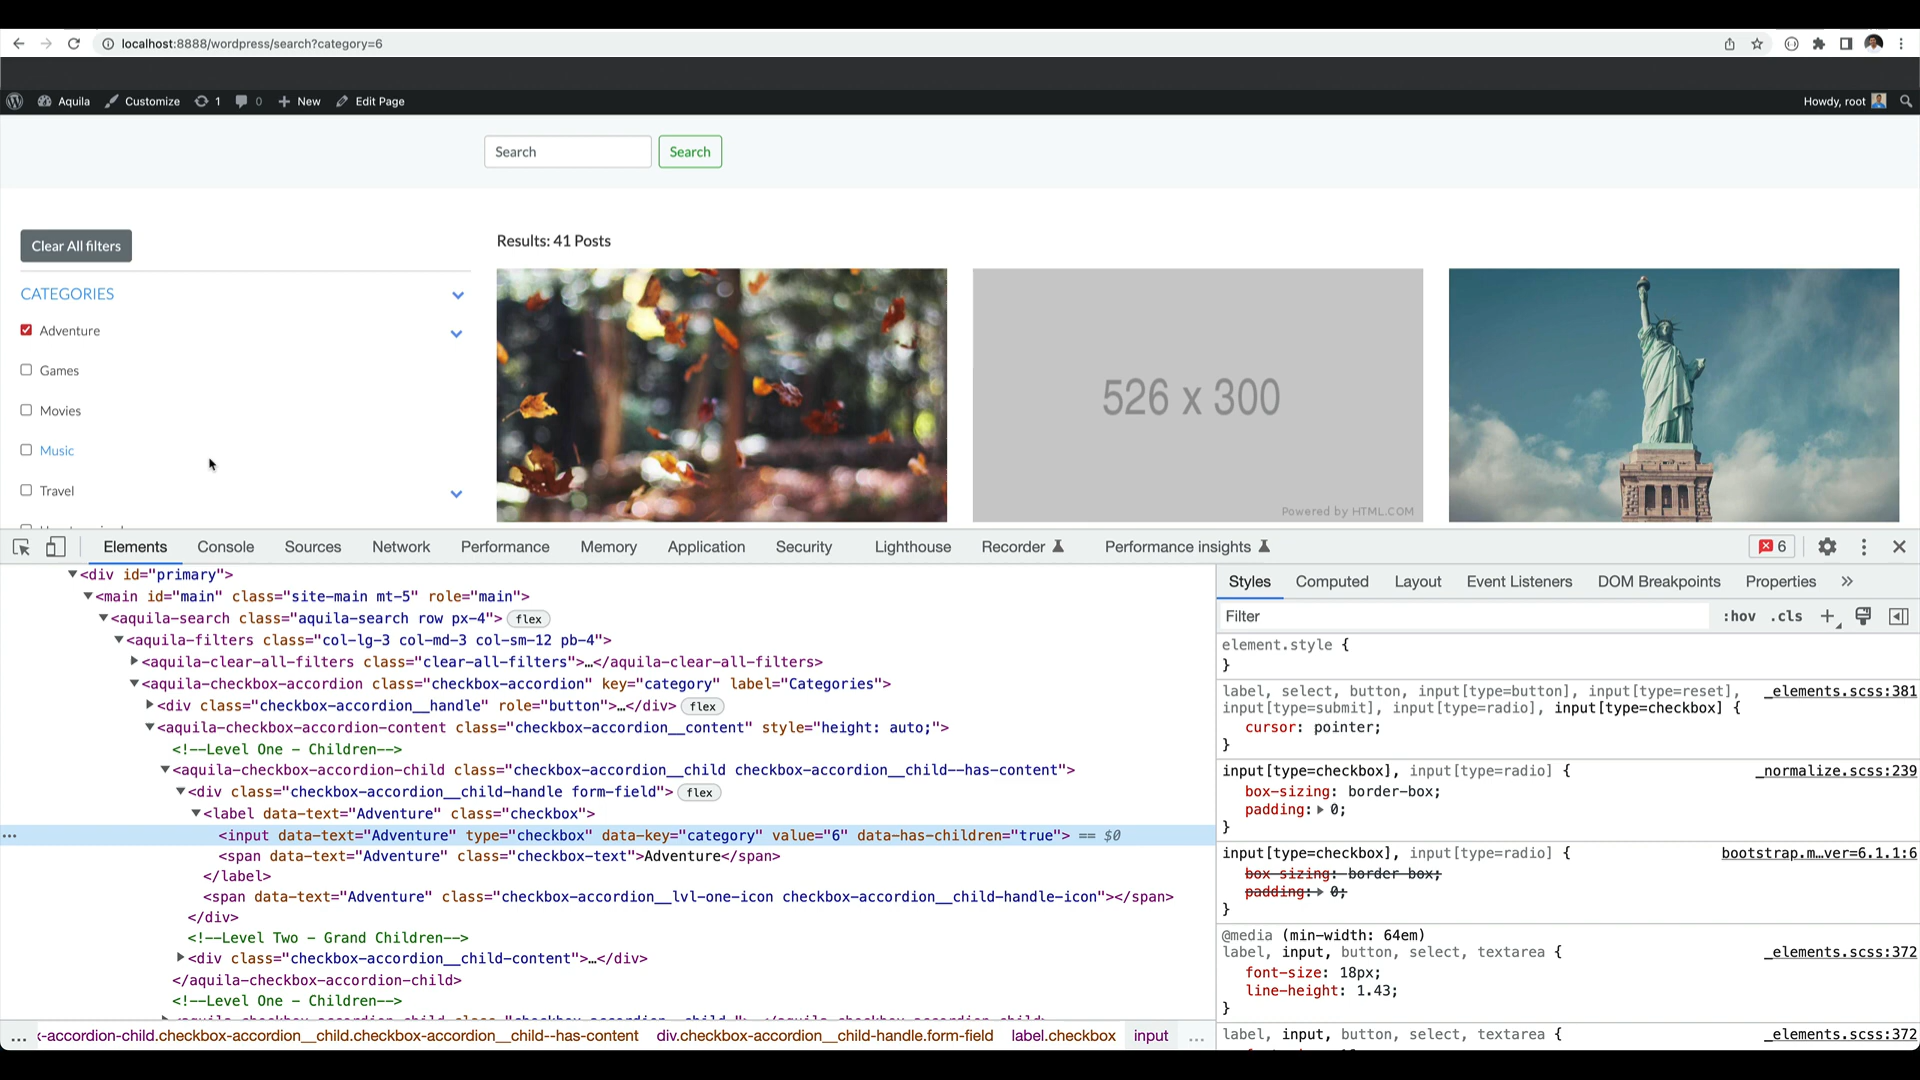 localhost:8888/wordpress/search?category=6
Aquila Customize 1 0 New Edit Page Howdy, root
Search Search
Clear All filters
Results: 41 Posts
CATEGORIES
Adventure
Games
Movies
Music
Travel
526 x 300
Powered by HTML.COM
Elements Console Sources Network Performance Memory Application Security Lighthouse Recorder Performance insights 6
<div id="primary">
<main id="main" class="site-main mt-5" role="main">
<aquila-search class="aquila-search row px-4"> flex
<aquila-filters class="col-lg-3 col-md-3 col-sm-12 pb-4">
<aquila-clear-all-filters class="clear-all-filters">…</aquila-clear-all-filters>
<aquila-checkbox-accordion class="checkbox-accordion" key="category" label="Categories">
<div class="checkbox-accordion__handle" role="button">…</div> flex
<aquila-checkbox-accordion-content class="checkbox-accordion__content" style="height: auto;">
<!--Level One - Children-->
<aquila-checkbox-accordion-child class="checkbox-accordion__child checkbox-accordion__child--has-content">
<div class="checkbox-accordion__child-handle form-field"> flex
<label data-text="Adventure" class="checkbox">
… <input data-text="Adventure" type="checkbox" data-key="category" value="6" data-has-children="true"> == $0
<span data-text="Adventure" class="checkbox-text">Adventure</span>
</label>
<span data-text="Adventure" class="checkbox-accordion__lvl-one-icon checkbox-accordion__child-handle-icon"></span>
</div>
<!--Level Two - Grand Children-->
<div class="checkbox-accordion__child-content">…</div>
</aquila-checkbox-accordion-child>
<!--Level One - Children-->
… -accordion-child.checkbox-accordion__child.checkbox-accordion__child--has-content div.checkbox-accordion__child-handle.form-field label.checkbox input …
Styles Computed Layout Event Listeners DOM Breakpoints Properties »
Filter :hov .cls +
element.style {
}
label, select, button, input[type=button], input[type=reset], _elements.scss:381
input[type=submit], input[type=radio], input[type=checkbox] {
cursor: pointer;
}
input[type=checkbox], input[type=radio] { _normalize.scss:239
box-sizing: border-box;
padding: 0;
}
input[type=checkbox], input[type=radio] { bootstrap.m…ver=6.1.1:6
box-sizing: border-box;
padding: 0;
}
@media (min-width: 64em)
label, input, button, select, textarea { _elements.scss:372
font-size: 18px;
line-height: 1.43;
}
label, input, button, select, textarea { _elements.scss:372